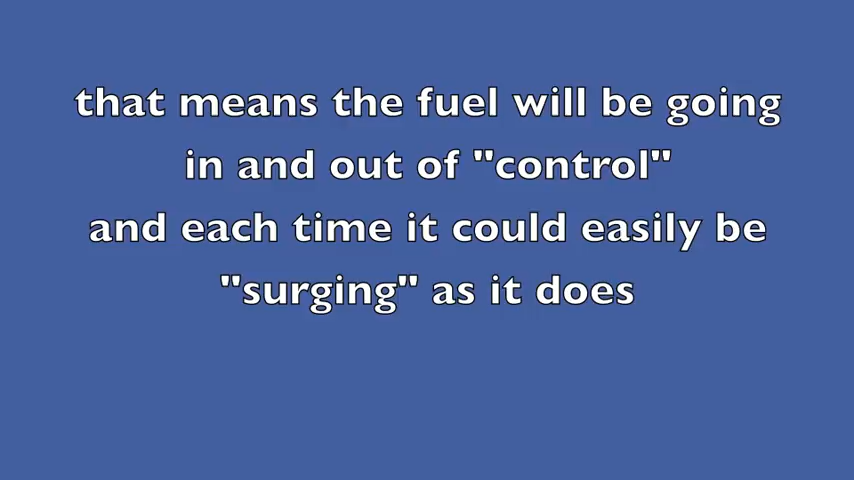 that means the fuel will be going
in and out of "control"
and each time it could easily be
"surging" as it does